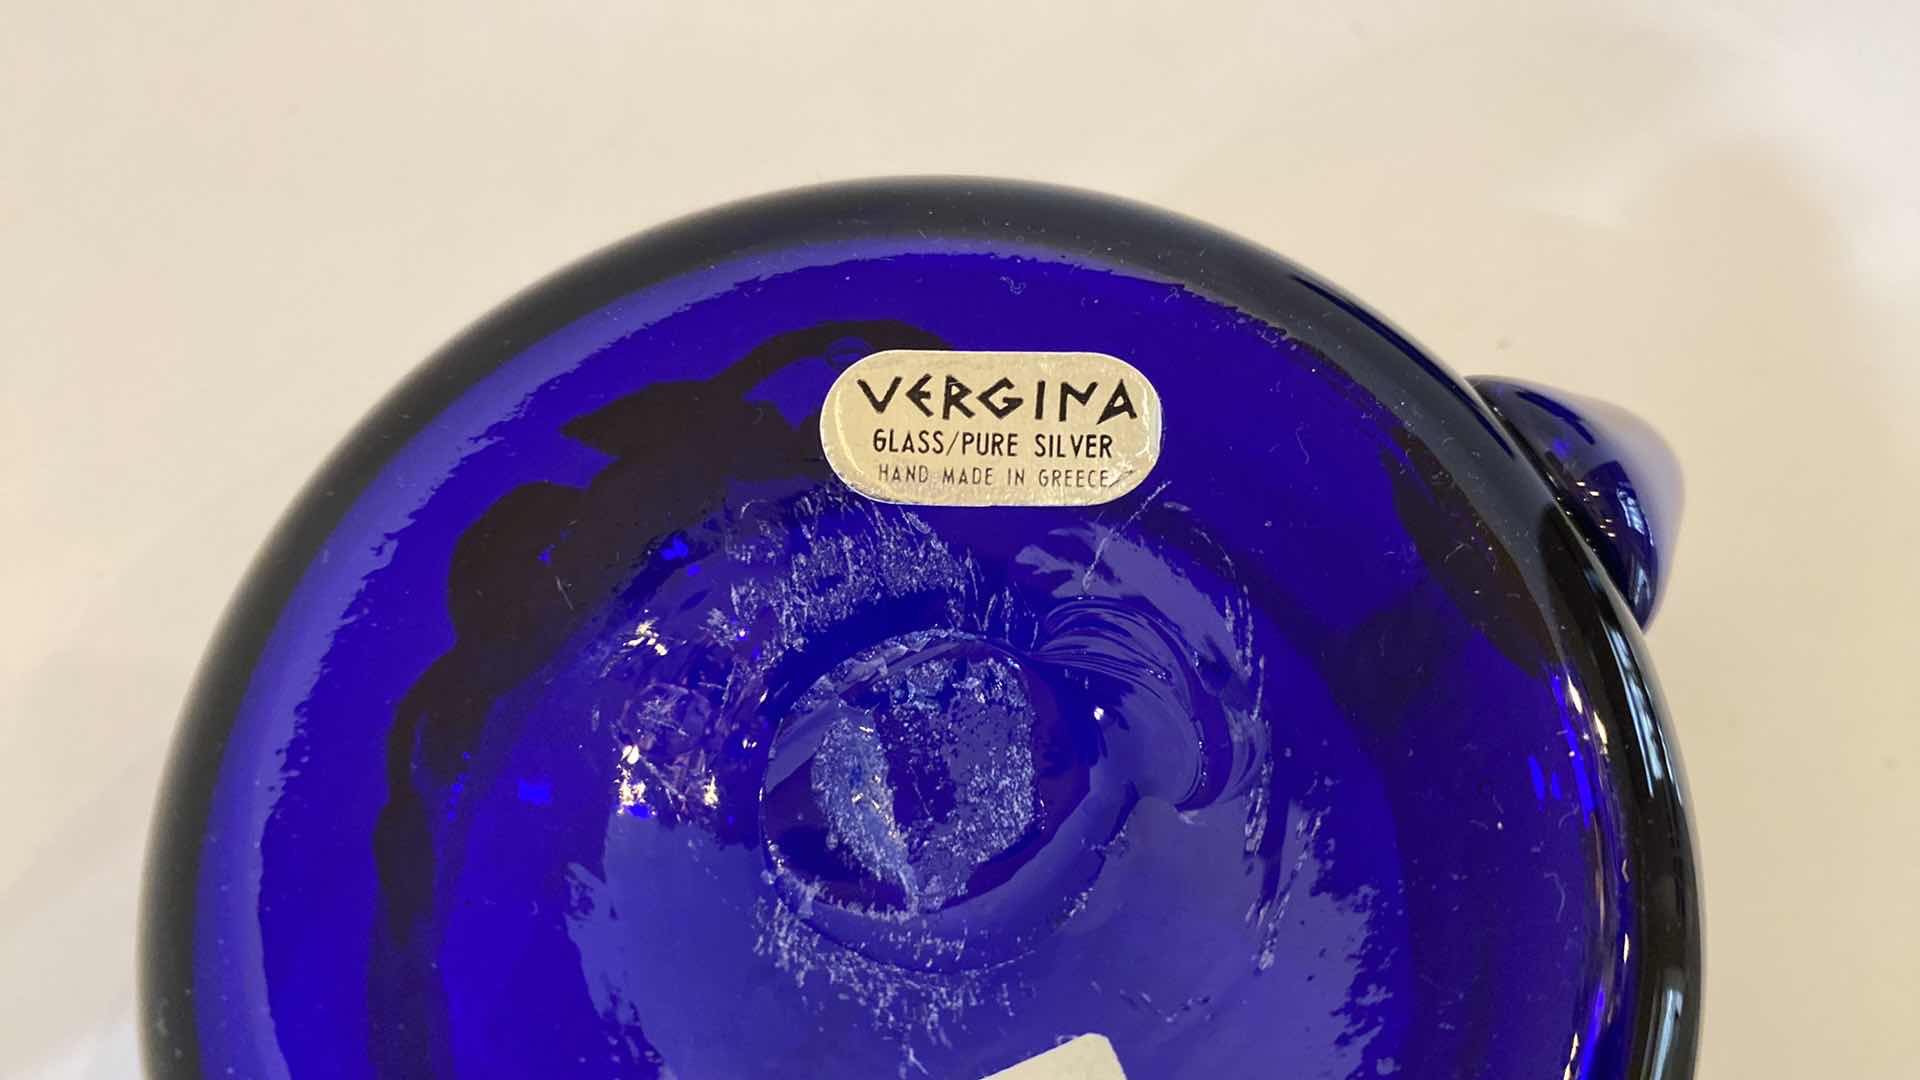 VERGINA
GLASS/PURE SILVER
HAND MADE IN GREECE